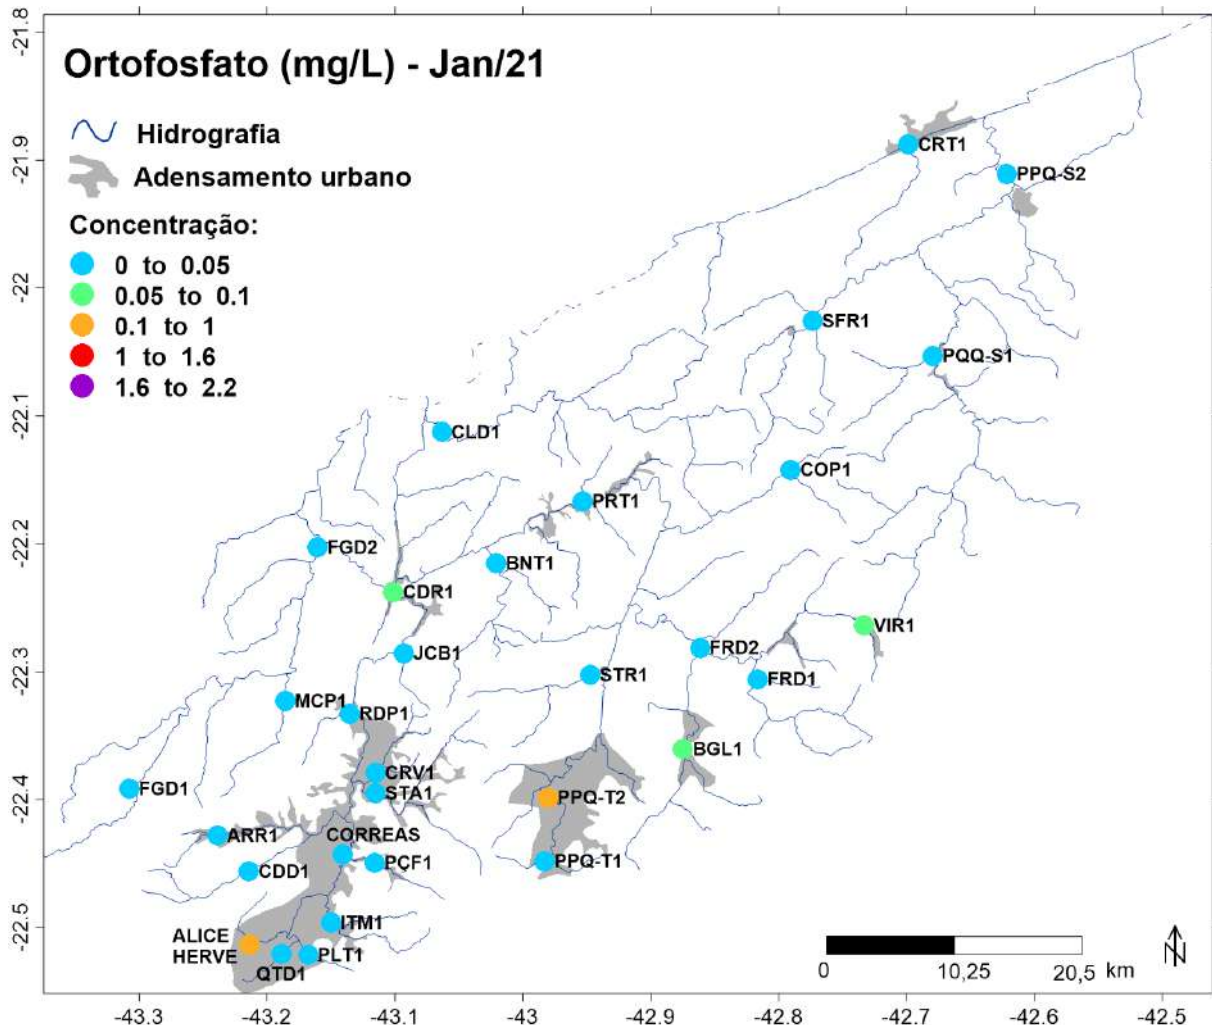 Ortofosfato (mg/L) - Jan/21
Hidrografia
Adensamento urbano
Concentração:
0 to 0.05
0.05 to 0.1
0.1 to 1
1 to 1.6
1.6 to 2.2
-21.8
-21.9
-22
-22.1
-22.2
-22.3
-22.4
-22.5
CRT1
PPQ-S2
SFR1
PQQ-S1
CLD1
COP1
PRT1
FGD2
BNT1
CDR1
VIR1
JCB1
FRD2
STR1
FRD1
MCP1
RDP1
BGL1
CRV1
FGD1
STA1
PPQ-T2
ARR1
CORREAS
CDD1
PCF1
PPQ-T1
ITM1
ALICE
HERVE
PLT1
QTD1
N
0 10,25 20,5 km
-43.3 -43.2 -43.1 -43 -42.9 -42.8 -42.7 -42.6 -42.5